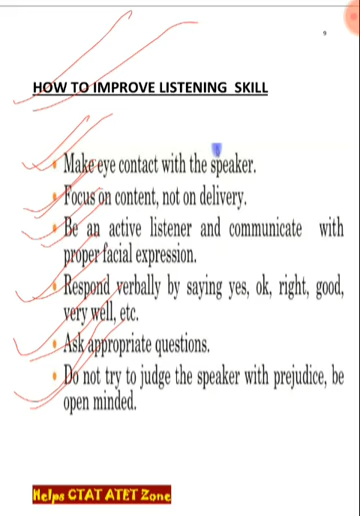 HOW TO IMPROVE LISTENING SKILL
• Make eye contact with the speaker.
• Focus on content, not on delivery.
• Be an active listener and communicate with
proper facial expression.
• Respond verbally by saying yes, ok, right, good,
very well, etc.
• Ask appropriate questions.
• Do not try to judge the speaker with prejudice, be
open minded.
Helps CTAT ATET Zone